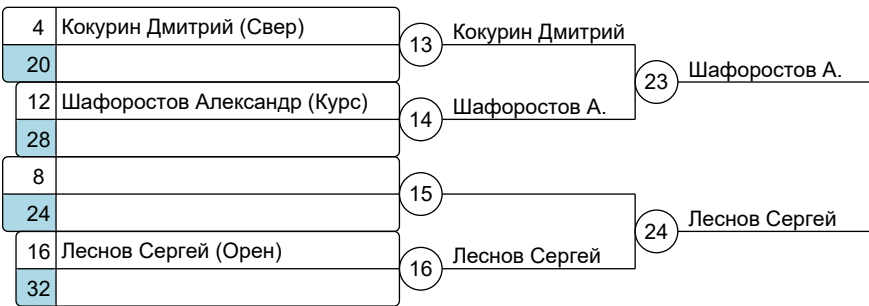 4 Кокурин Дмитрий (Свер)
20
12 Шафоростов Александр (Курс)
28
8
24
16 Леснов Сергей (Орен)
32
13 Кокурин Дмитрий
14 Шафоростов А.
15
16 Леснов Сергей
23 Шафоростов А.
24 Леснов Сергей